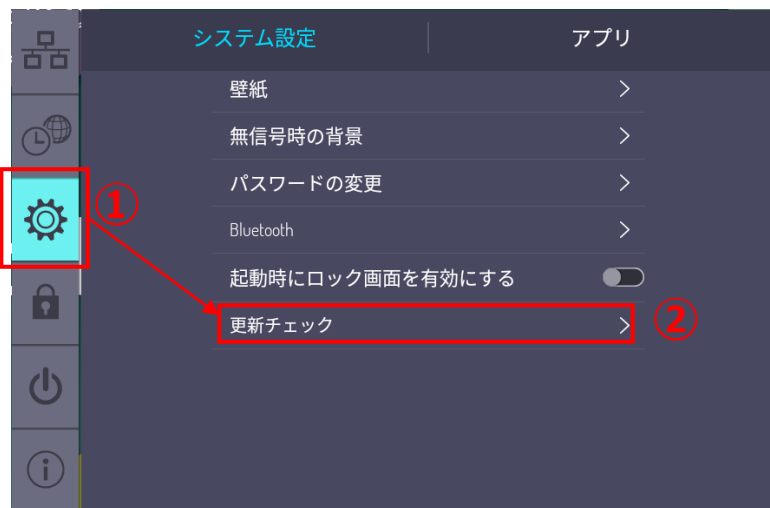 システム設定 アプリ
壁紙
無信号時の背景
①
パスワードの変更
Bluetooth
起動時にロック画面を有効にする
更新チェック
②